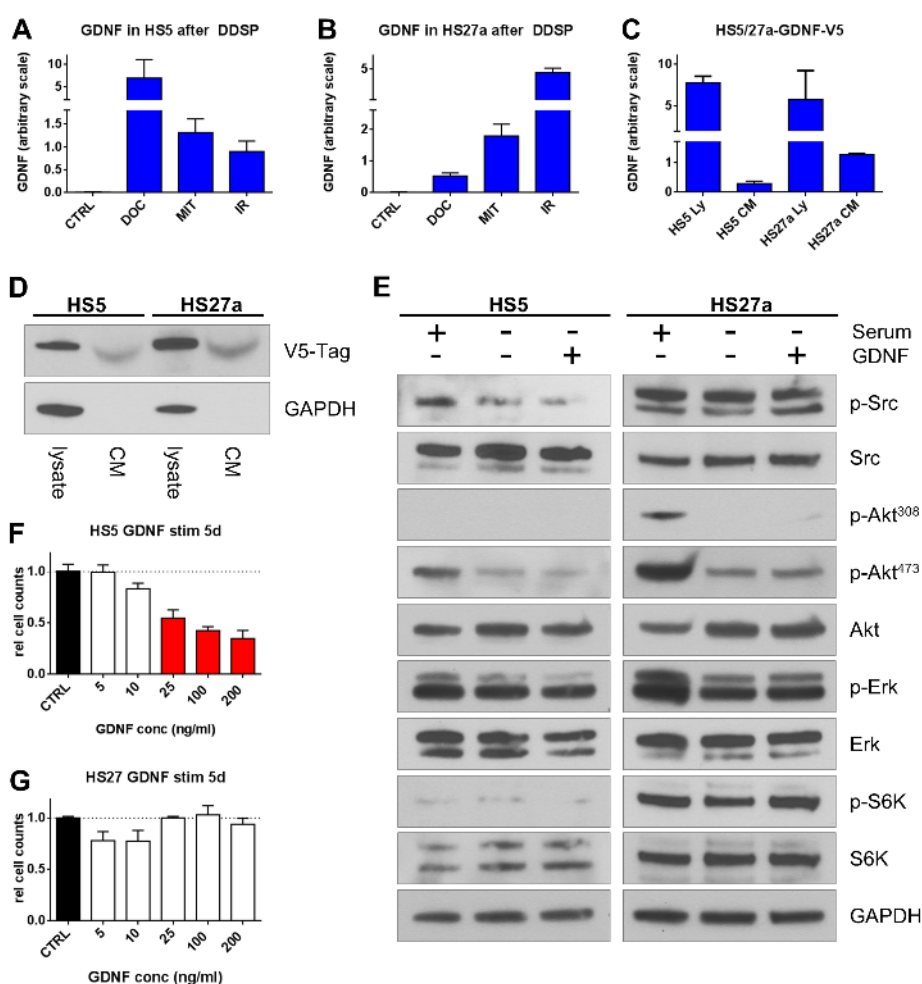 A
GDNF in HS5 after DDSP
GDNF (arbitrary scale)
10
5
1.5
1.0
0.5
0.0
CTRL
DOC
MIT
IR
B
GDNF in HS27a after DDSP
GDNF (arbitrary scale)
5
2
1
0
CTRL
DOC
MIT
IR
C
HS5/27a-GDNF-V5
GDNF (arbitrary scale)
10
5
1
0
HS5 Ly
HS5 CM
HS27a Ly
HS27a CM
D
HS5
HS27a
V5-Tag
GAPDH
lysate
CM
lysate
CM
E
HS5
HS27a
+ - - + - - Serum
- - + - - + GDNF
p-Src
Src
p-Akt³⁰⁸
p-Akt⁴⁷³
Akt
p-Erk
Erk
p-S6K
S6K
GAPDH
F
HS5 GDNF stim 5d
rel cell counts
1.0
0.5
0.0
CTRL
5
10
25
100
200
GDNF conc (ng/ml)
G
HS27 GDNF stim 5d
rel cell counts
1.0
0.5
0.0
CTRL
5
10
25
100
200
GDNF conc (ng/ml)